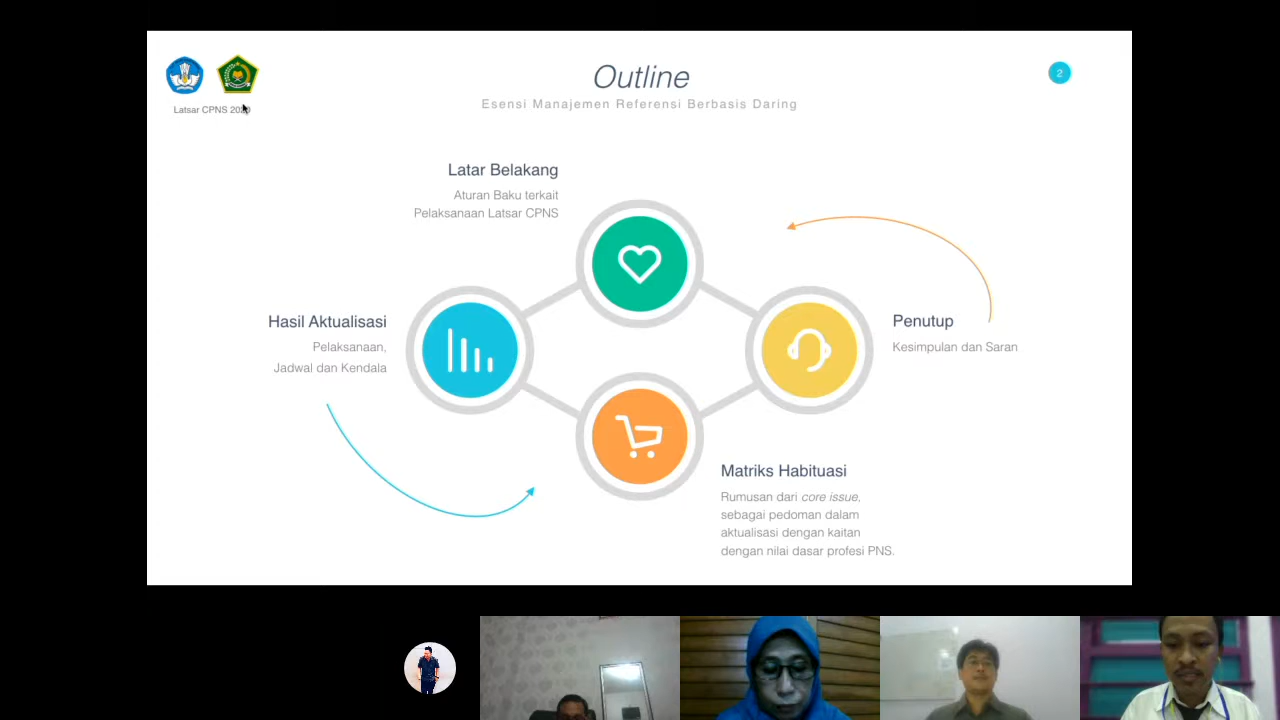 Outline
Esensi Manajemen Referensi Berbasis Daring
2
Latsar CPNS
Latar Belakang
Aturan Baku terkait
Pelaksanaan Latsar CPNS
Hasil Aktualisasi
Pelaksanaan,
Jadwal dan Kendala
Penutup
Kesimpulan dan Saran
Matriks Habituasi
Rumusan dari core issue,
sebagai pedoman dalam
aktualisasi dengan kaitan
dengan nilai dasar profesi PNS.